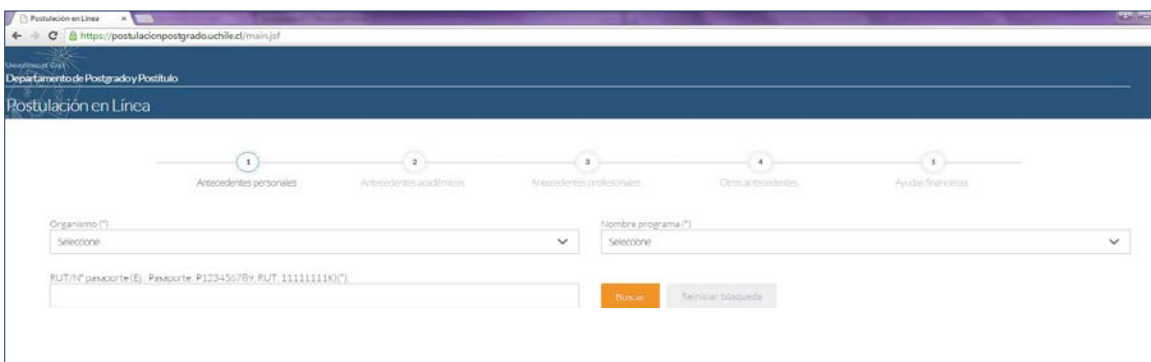 Postulación en Línea
https://postulacionpostgrado.uchile.cl/main.jsf
Departamento de Postgrado y Postítulo
Postulación en Línea
1 2 3 4 5
Antecedentes personales Antecedentes académicos Antecedentes profesionales Otros antecedentes Ayudas financieras
Organismo (*) Nombre programa (*)
Seleccione Seleccione
RUT/Nº pasaporte (Ej.: Pasaporte: P123456789, RUT: 11111111K)(*):
Buscar Reiniciar búsqueda